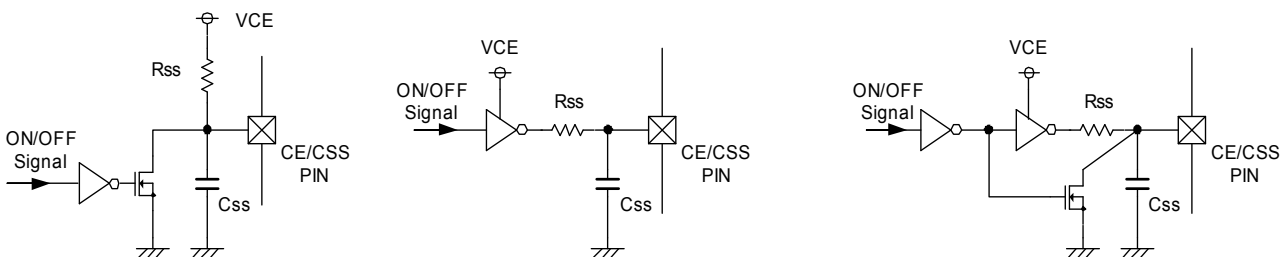 VCE
Rss
ON/OFF
Signal
CE/CSS
PIN
Css
VCE
ON/OFF
Signal
Rss
CE/CSS
PIN
Css
VCE
ON/OFF
Signal
Rss
CE/CSS
PIN
Css